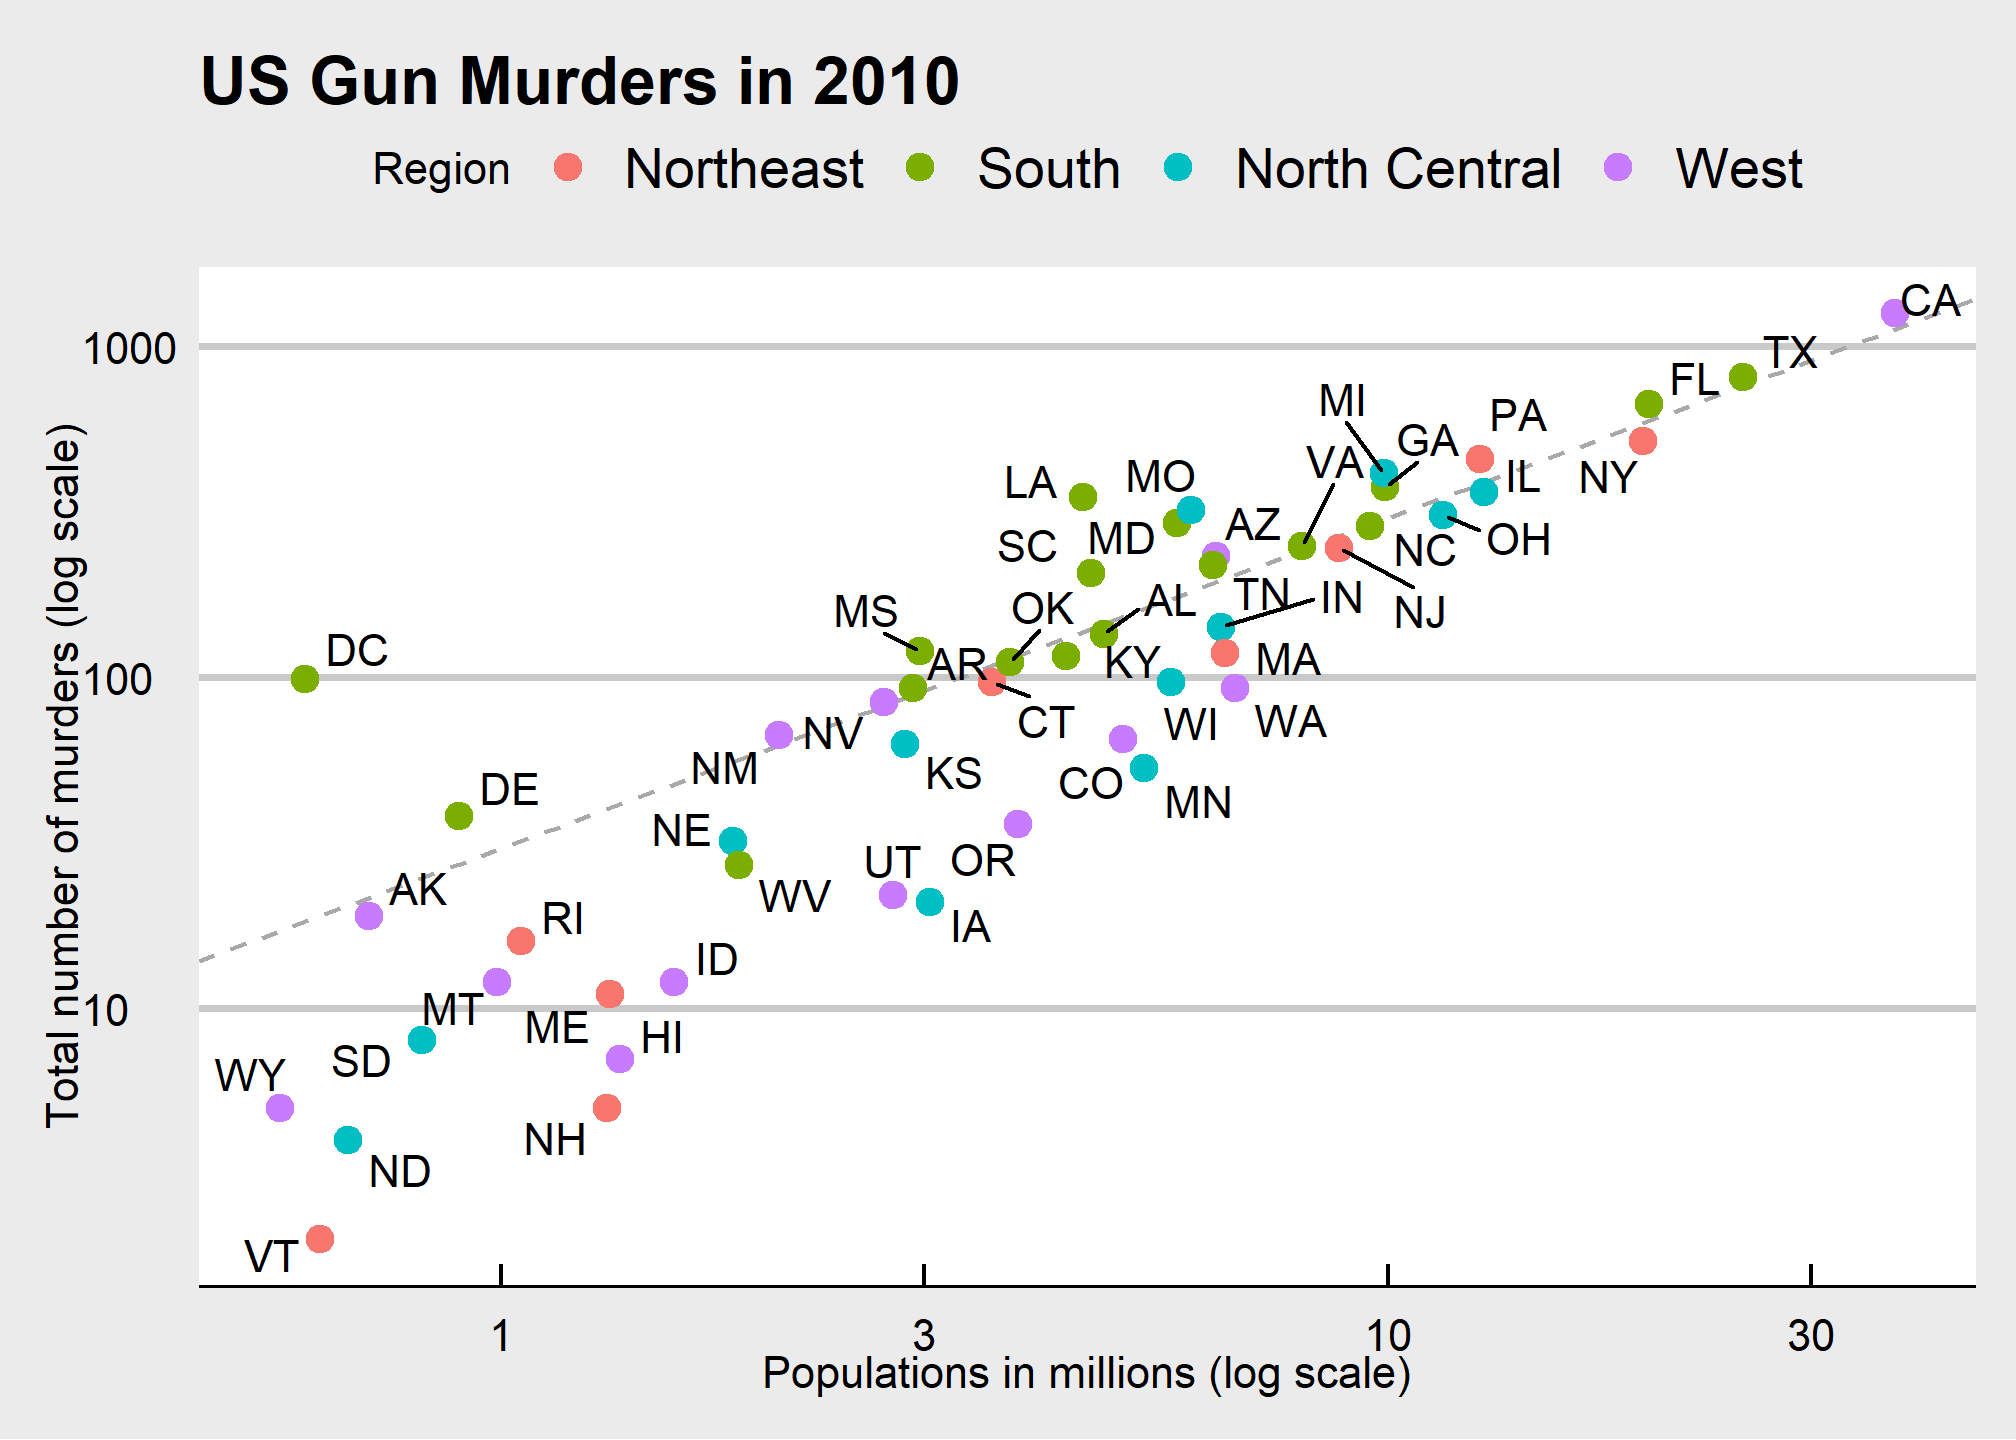 US Gun Murders in 2010
Region Northeast South North Central West
CA
1000
TX
FL
MI
PA
GA
VA
MO
IL
NY
LA
AZ
MD
OH
SC
NC
TN
IN
AL
OK
MS
NJ
DC
AR
KY
MA
100
CT
WI
WA
NV
NM
KS
CO
DE
MN
NE
UT
OR
AK
WV
RI
IA
ID
MT
10
ME
HI
SD
WY
NH
ND
VT
Total number of murders (log scale)
1 3 10 30
Populations in millions (log scale)